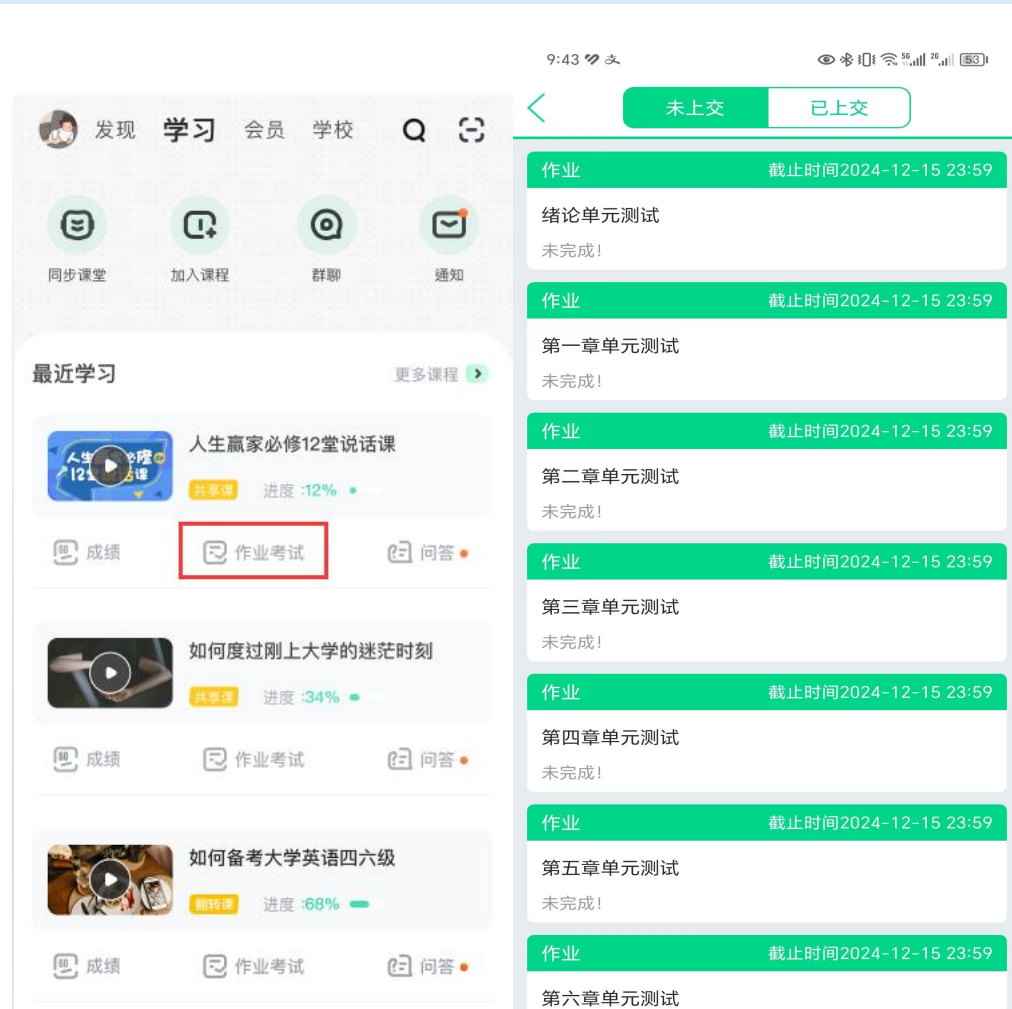 发现 学习 会员 学校
同步课堂 加入课程 群聊 通知
最近学习 更多课程
人生赢家必修12堂说话课
共享课 进度:12%
成绩 作业考试 问答
如何度过刚上大学的迷茫时刻
共享课 进度:34%
成绩 作业考试 问答
如何备考大学英语四六级
翻转课 进度:68%
成绩 作业考试 问答
9:43 支 5G 2G 53
未上交 已上交
作业 截止时间2024-12-15 23:59
绪论单元测试
未完成!
作业 截止时间2024-12-15 23:59
第一章单元测试
未完成!
作业 截止时间2024-12-15 23:59
第二章单元测试
未完成!
作业 截止时间2024-12-15 23:59
第三章单元测试
未完成!
作业 截止时间2024-12-15 23:59
第四章单元测试
未完成!
作业 截止时间2024-12-15 23:59
第五章单元测试
未完成!
作业 截止时间2024-12-15 23:59
第六章单元测试